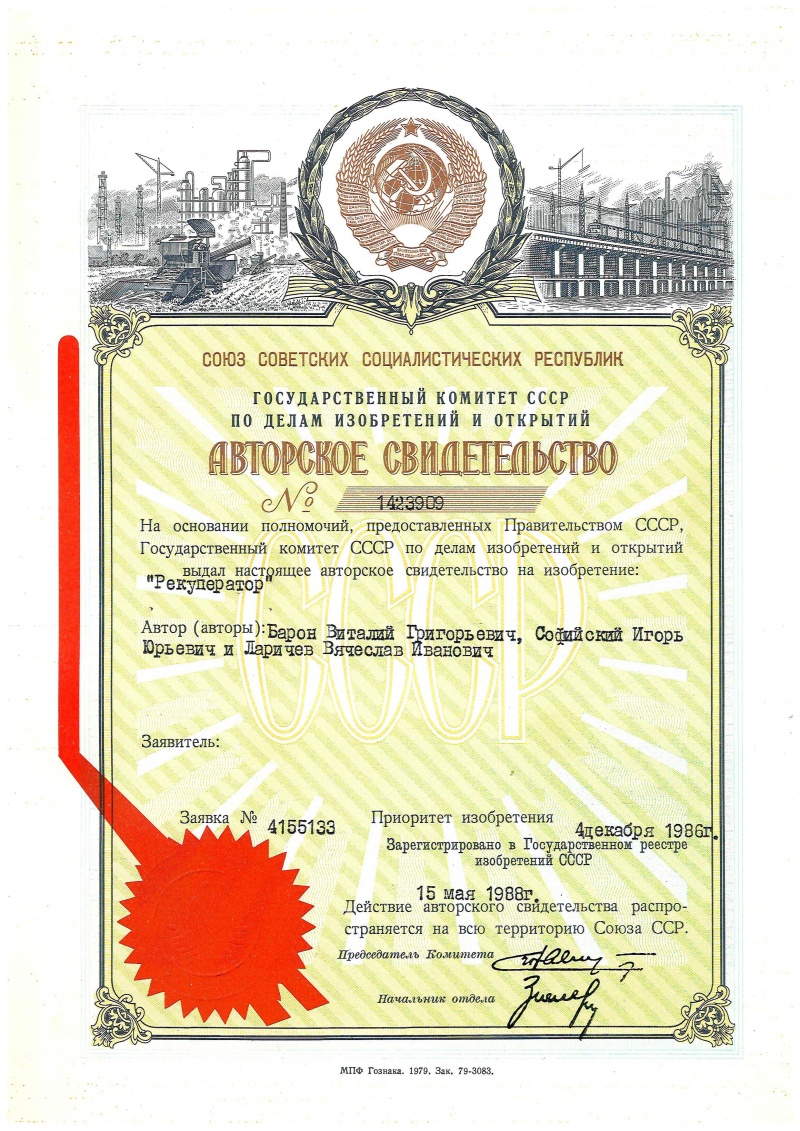 СОЮЗ СОВЕТСКИХ СОЦИАЛИСТИЧЕСКИХ РЕСПУБЛИК
ГОСУДАРСТВЕННЫЙ КОМИТЕТ СССР
ПО ДЕЛАМ ИЗОБРЕТЕНИЙ И ОТКРЫТИЙ
АВТОРСКОЕ СВИДЕТЕЛЬСТВО
№ 1423909
На основании полномочий, предоставленных Правительством СССР,
Государственный комитет СССР по делам изобретений и открытий
выдал настоящее авторское свидетельство на изобретение:
"Рекуператор"
Автор (авторы): Барон Виталий Григорьевич, Софийский Игорь
Юрьевич и Ларичев Вячеслав Иванович
СССР
Заявитель:
Заявка № 4155133
Приоритет изобретения 4декабря 1986г.
Зарегистрировано в Государственном реестре
изобретений СССР
15 мая 1988г.
Действие авторского свидетельства распро-
страняется на всю территорию Союза ССР.
Председатель Комитета
Начальник отдела
МПФ Гознака. 1979. Зак. 79-3083.